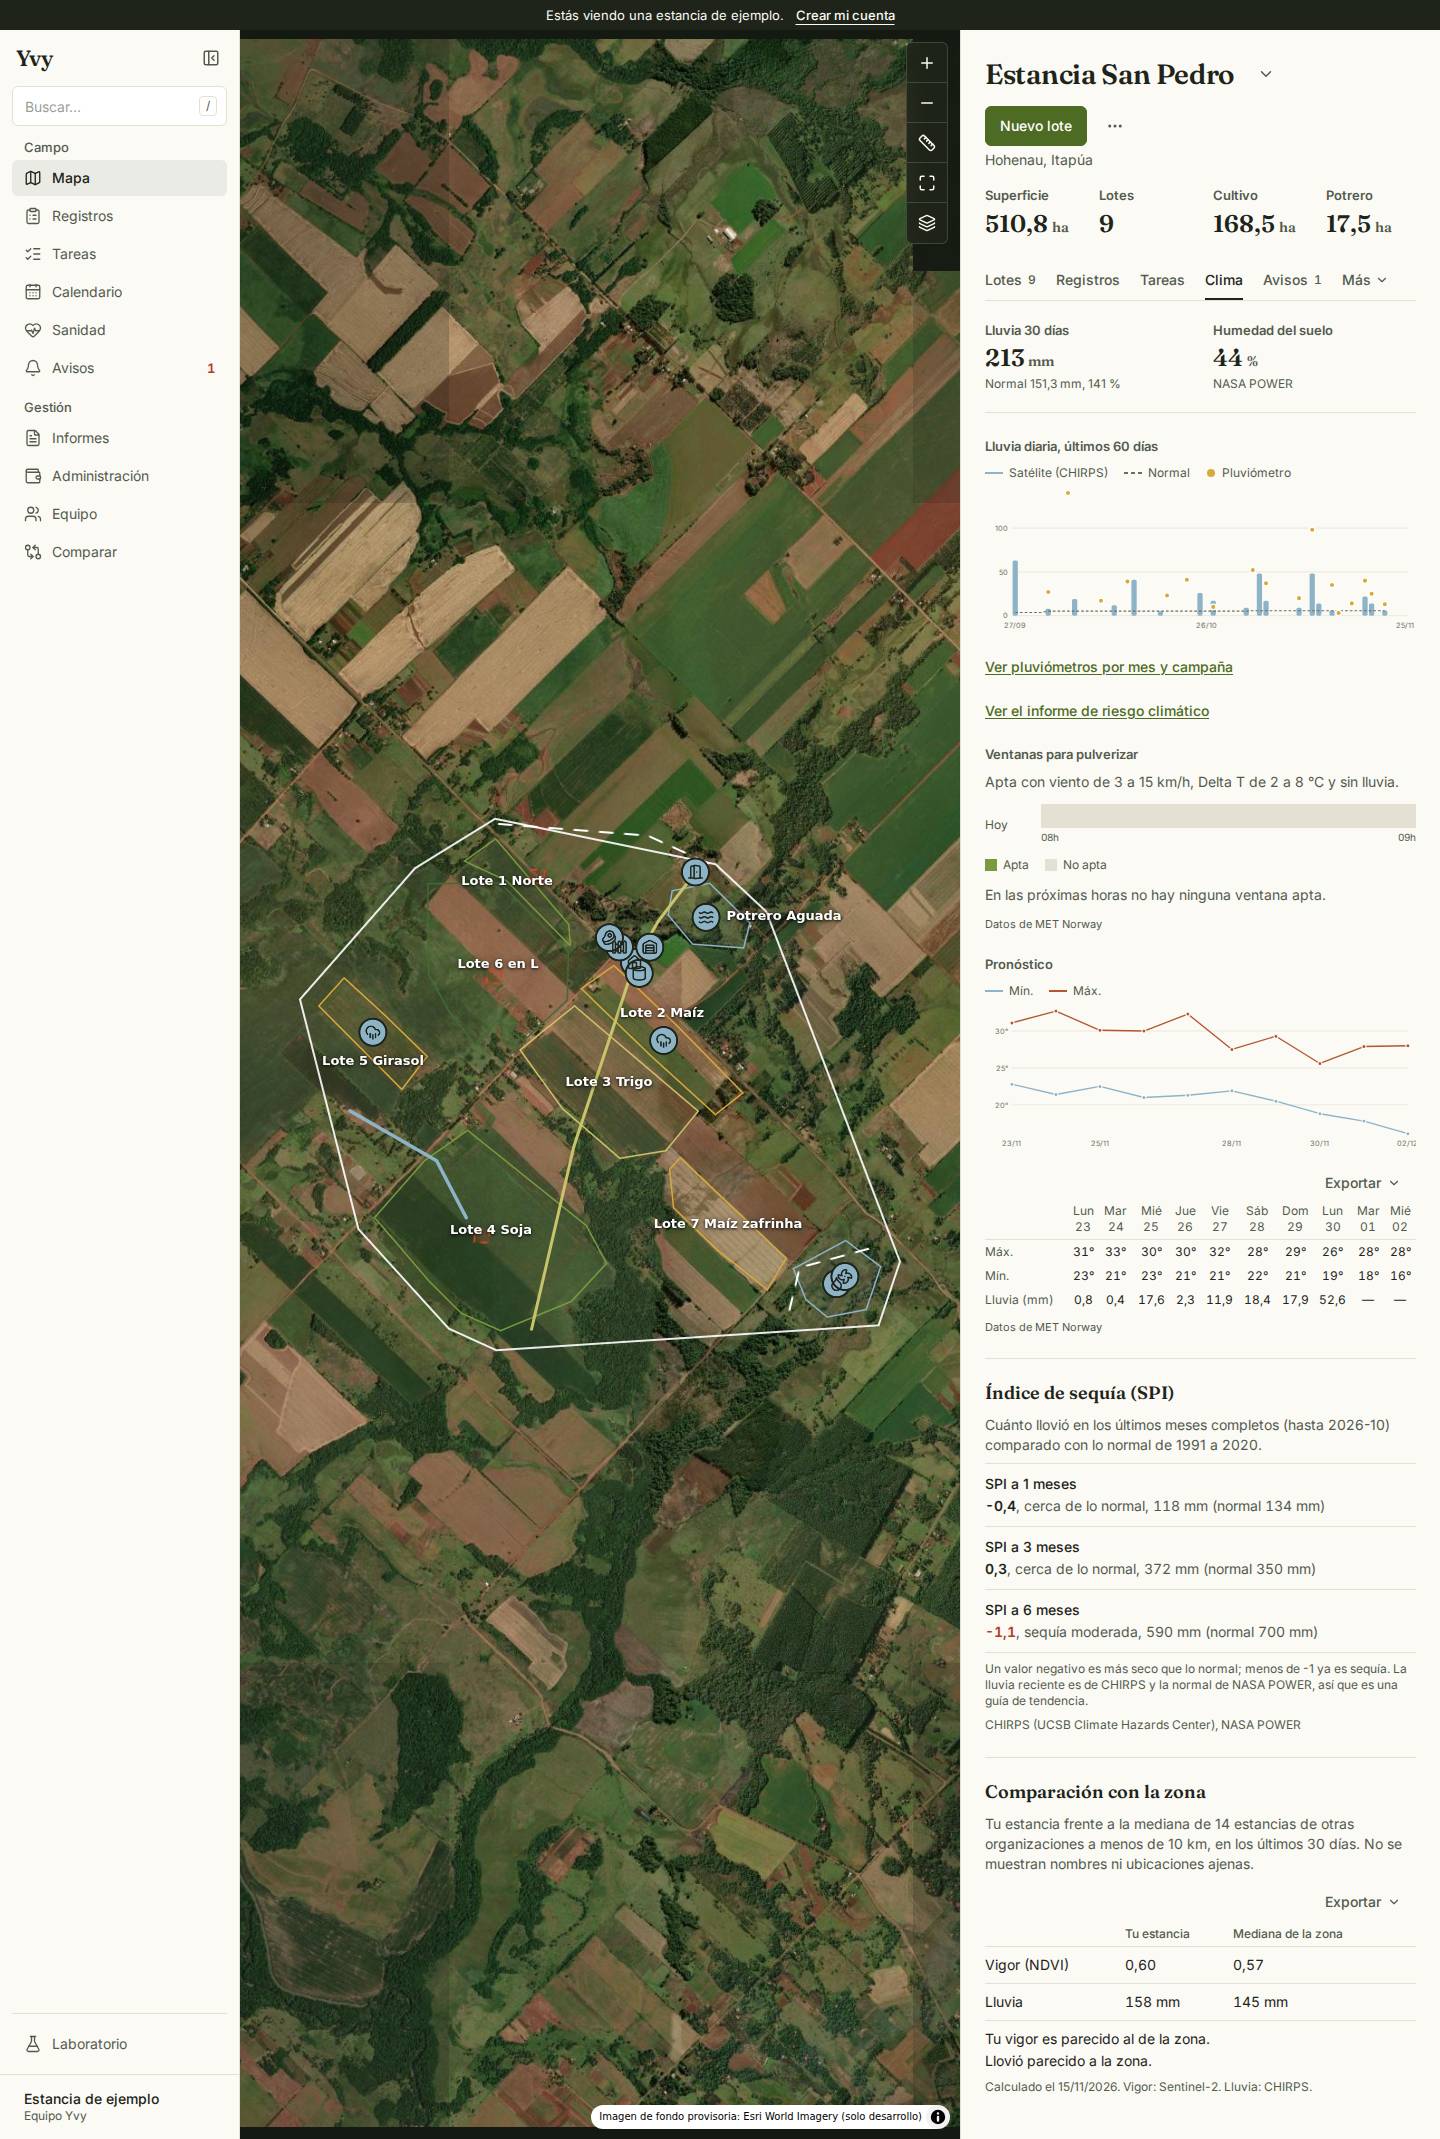 Estás viendo una estancia de ejemplo. Crear mi cuenta
Yvy
Buscar... /
Campo
Mapa
Registros
Tareas
Calendario
Sanidad
Avisos 1
Gestión
Informes
Administración
Equipo
Comparar
Laboratorio
Estancia de ejemplo
Equipo Yvy
Lote 1 Norte
Potrero Aguada
Lote 6 en L
Lote 2 Maíz
Lote 5 Girasol
Lote 3 Trigo
Lote 4 Soja
Lote 7 Maíz zafrinha
Imagen de fondo provisoria: Esri World Imagery (solo desarrollo)
Estancia San Pedro
Nuevo lote
Hohenau, Itapúa
Superficie Lotes Cultivo Potrero
510,8 ha 9 168,5 ha 17,5 ha
Lotes 9 Registros Tareas Clima Avisos 1 Más
Lluvia 30 días Humedad del suelo
213 mm 44 %
Normal 151,3 mm, 141 % NASA POWER
Lluvia diaria, últimos 60 días
Satélite (CHIRPS) Normal Pluviómetro
100
50
0
27/09 26/10 25/11
Ver pluviómetros por mes y campaña
Ver el informe de riesgo climático
Ventanas para pulverizar
Apta con viento de 3 a 15 km/h, Delta T de 2 a 8 °C y sin lluvia.
Hoy
08h 09h
Apta No apta
En las próximas horas no hay ninguna ventana apta.
Datos de MET Norway
Pronóstico
Mín. Máx.
30°
25°
20°
23/11 25/11 28/11 30/11 02/12
Exportar
Lun Mar Mié Jue Vie Sáb Dom Lun Mar Mié
23 24 25 26 27 28 29 30 01 02
Máx. 31° 33° 30° 30° 32° 28° 29° 26° 28° 28°
Mín. 23° 21° 23° 21° 21° 22° 21° 19° 18° 16°
Lluvia (mm) 0,8 0,4 17,6 2,3 11,9 18,4 17,9 52,6 — —
Datos de MET Norway
Índice de sequía (SPI)
Cuánto llovió en los últimos meses completos (hasta 2026-10)
comparado con lo normal de 1991 a 2020.
SPI a 1 meses
-0,4, cerca de lo normal, 118 mm (normal 134 mm)
SPI a 3 meses
0,3, cerca de lo normal, 372 mm (normal 350 mm)
SPI a 6 meses
-1,1, sequía moderada, 590 mm (normal 700 mm)
Un valor negativo es más seco que lo normal; menos de -1 ya es sequía. La
lluvia reciente es de CHIRPS y la normal de NASA POWER, así que es una
guía de tendencia.
CHIRPS (UCSB Climate Hazards Center), NASA POWER
Comparación con la zona
Tu estancia frente a la mediana de 14 estancias de otras
organizaciones a menos de 10 km, en los últimos 30 días. No se
muestran nombres ni ubicaciones ajenas.
Exportar
Tu estancia Mediana de la zona
Vigor (NDVI) 0,60 0,57
Lluvia 158 mm 145 mm
Tu vigor es parecido al de la zona.
Llovió parecido a la zona.
Calculado el 15/11/2026. Vigor: Sentinel-2. Lluvia: CHIRPS.